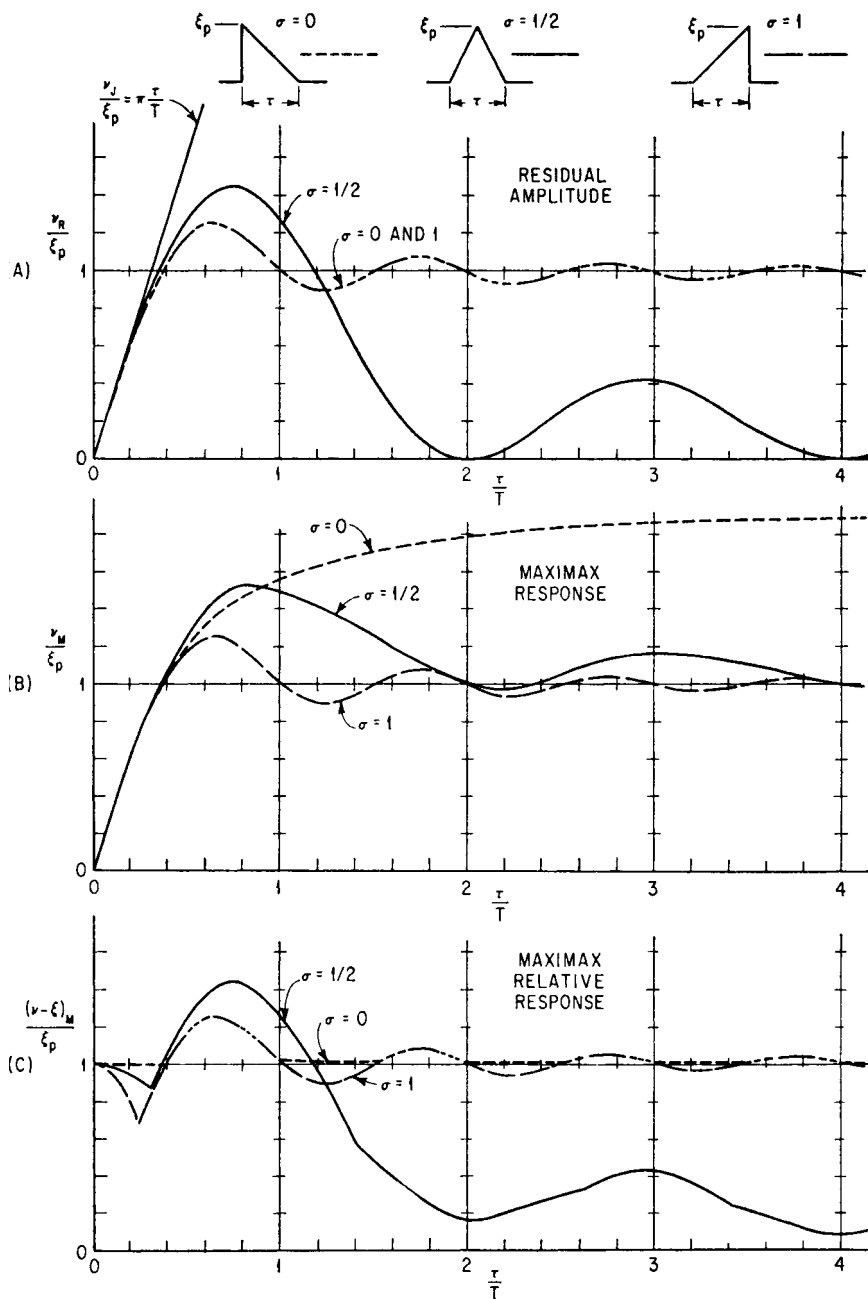 ξp σ = 0
ξp σ = 1/2
ξp σ = 1
τ
τ
τ
νJ/ξp = π τ/T
RESIDUAL
AMPLITUDE
σ = 1/2
σ = 0 AND 1
νR/ξp
(A)
1
0
0 1 2 3 4
τ/T
σ = 0
MAXIMAX
RESPONSE
σ = 1/2
νM/ξp
(B)
1
σ = 1
0
0 1 2 3 4
τ/T
MAXIMAX
RELATIVE
RESPONSE
σ = 1/2
σ = 0
(ν-ξ)M/ξp
(C)
1
σ = 1
0
0 1 2 3 4
τ/T